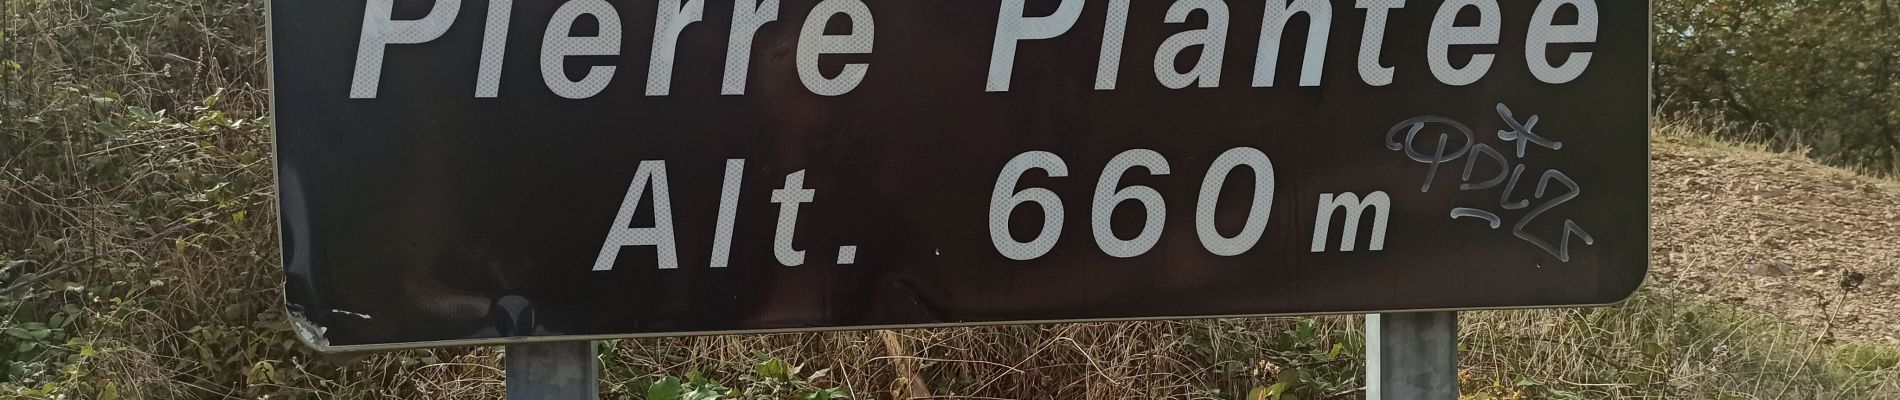 Pierre Plantée
Alt. 660 m